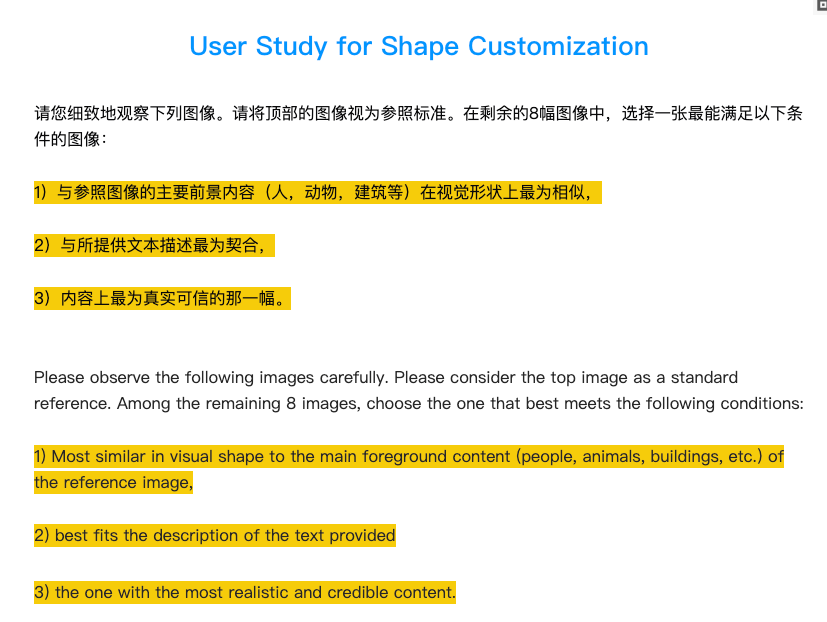 User Study for Shape Customization
请您细致地观察下列图像。请将顶部的图像视为参照标准。在剩余的8幅图像中，选择一张最能满足以下条
件的图像：
1）与参照图像的主要前景内容（人，动物，建筑等）在视觉形状上最为相似，
2）与所提供文本描述最为契合，
3）内容上最为真实可信的那一幅。
Please observe the following images carefully. Please consider the top image as a standard
reference. Among the remaining 8 images, choose the one that best meets the following conditions:
1) Most similar in visual shape to the main foreground content (people, animals, buildings, etc.) of
the reference image,
2) best fits the description of the text provided
3) the one with the most realistic and credible content.